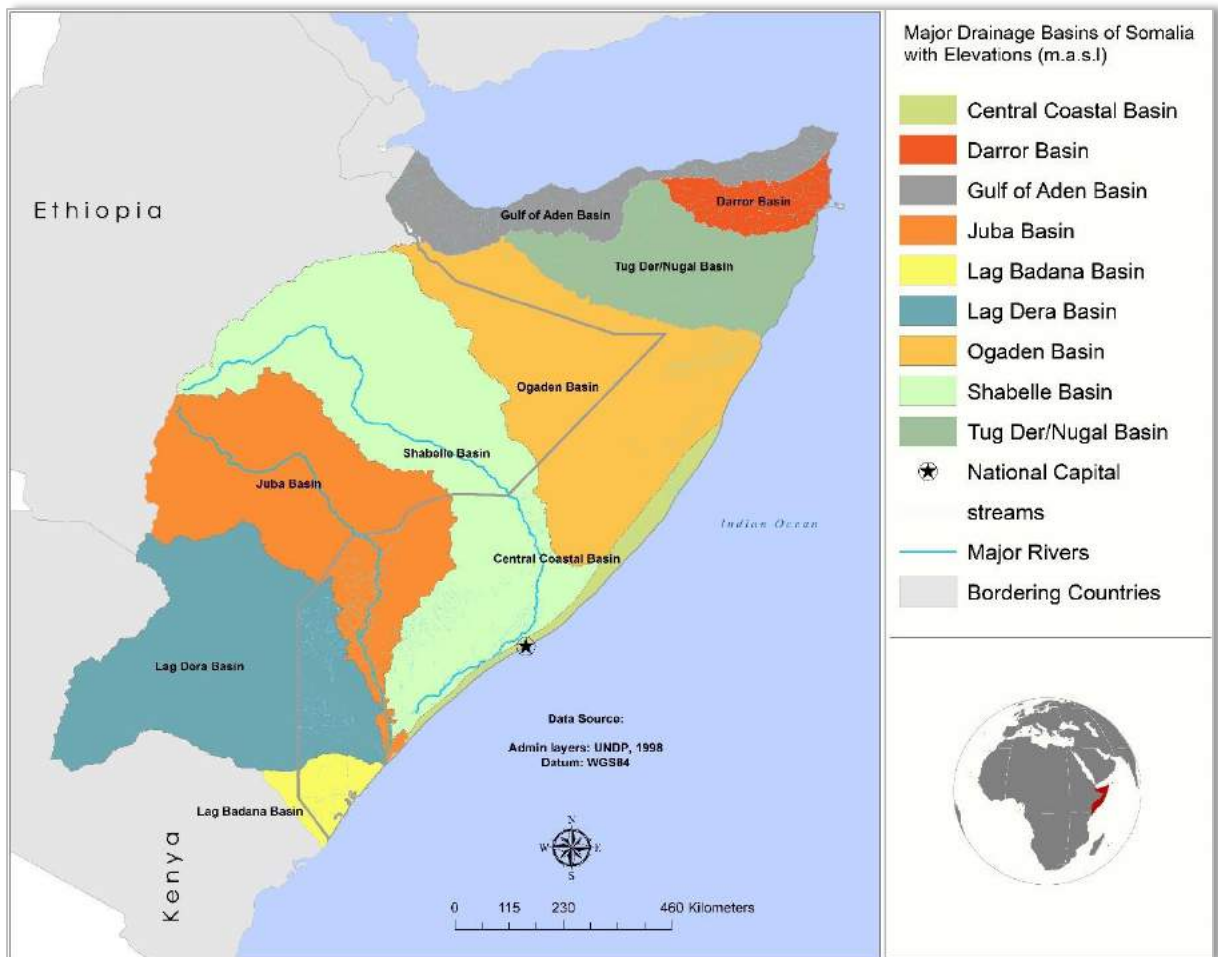 Major Drainage Basins of Somalia
with Elevations (m.a.s.l)
Central Coastal Basin
Darror Basin
Gulf of Aden Basin
Juba Basin
Lag Badana Basin
Lag Dera Basin
Ogaden Basin
Shabelle Basin
Tug Der/Nugal Basin
National Capital
streams
Major Rivers
Bordering Countries
Ethiopia
Darror Basin
Gulf of Aden Basin
Tug Der/Nugal Basin
Ogaden Basin
Shabelle Basin
Juba Basin
Indian Ocean
Central Coastal Basin
Lag Dora Basin
Data Source:
Admin layers: UNDP, 1998
Datum: WGS84
Lag Badana Basin
Kenya
N
W
E
S
0 115 230 460 Kilometers